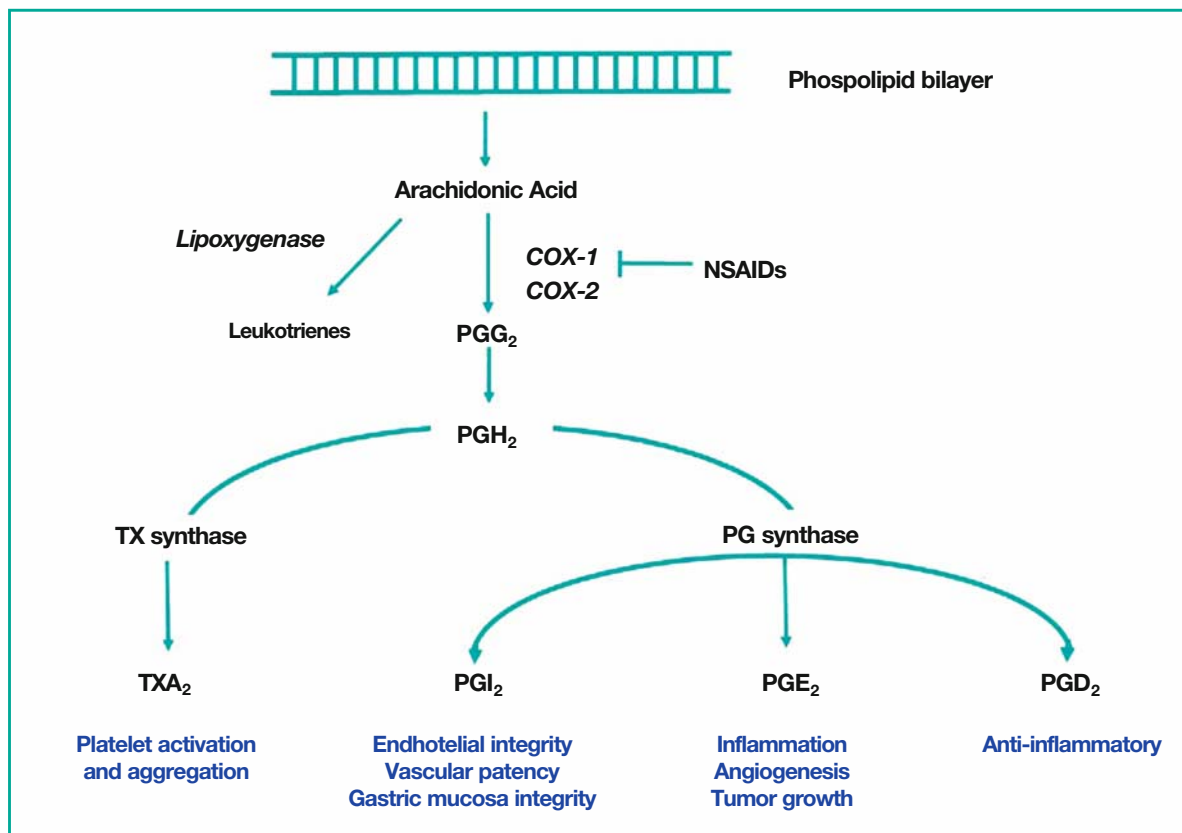 Phospolipid bilayer
Arachidonic Acid
Lipoxygenase
COX-1
COX-2
NSAIDs
Leukotrienes
PGG₂
PGH₂
TX synthase
PG synthase
TXA₂
PGI₂
PGE₂
PGD₂
Platelet activation
and aggregation
Endhotelial integrity
Vascular patency
Gastric mucosa integrity
Inflammation
Angiogenesis
Tumor growth
Anti-inflammatory